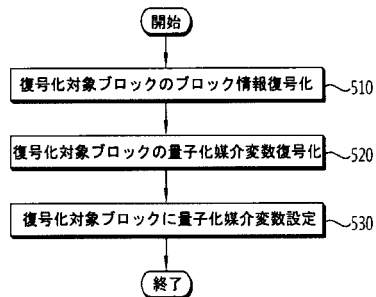 開始
復号化対象ブロックのブロック情報復号化
510
復号化対象ブロックの量子化媒介変数復号化
520
復号化対象ブロックに量子化媒介変数設定
530
終了